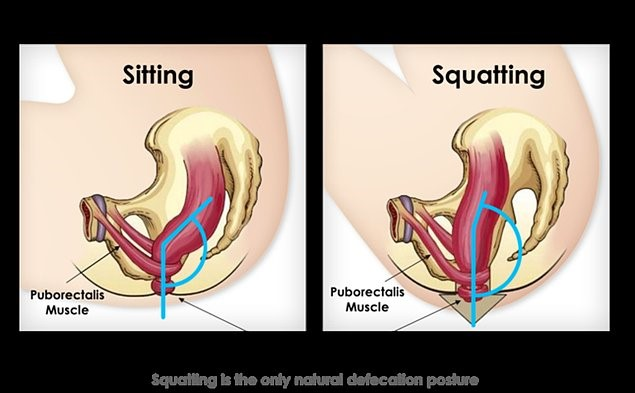 Sitting
Squatting
Puborectalis
Muscle
Puborectalis
Muscle
Squatting is the only natural defecation posture